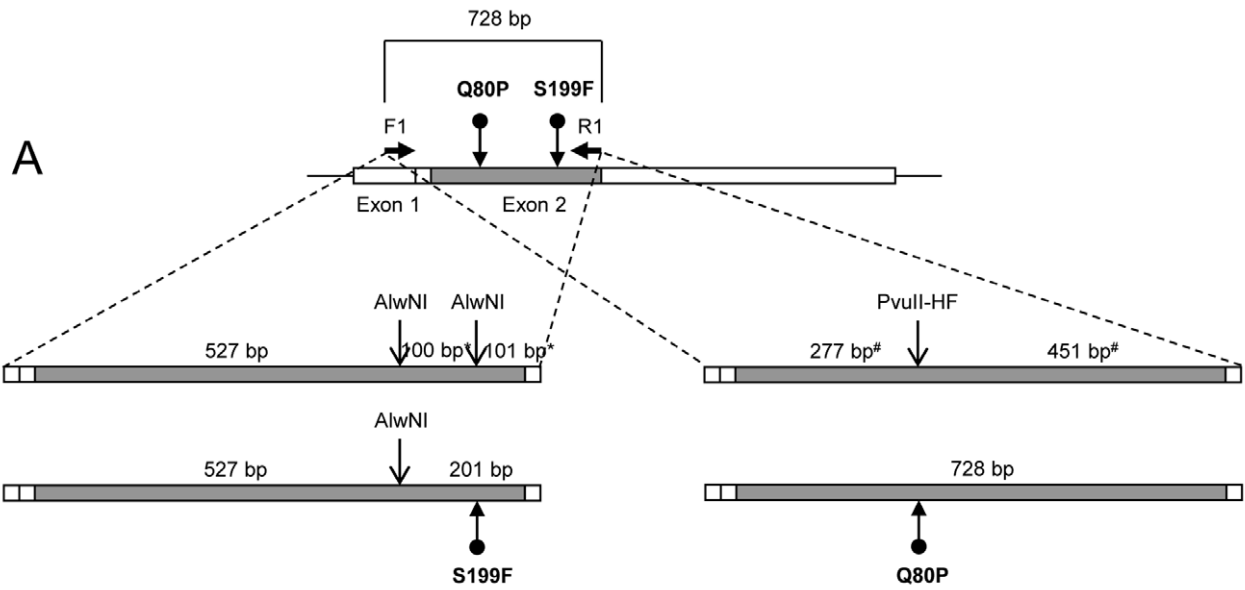 728 bp
Q80P S199F
A
F1 R1
Exon 1 Exon 2
AlwNI AlwNI PvuII-HF
527 bp 100 bp* 101 bp* 277 bp# 451 bp#
AlwNI
527 bp 201 bp 728 bp
S199F Q80P